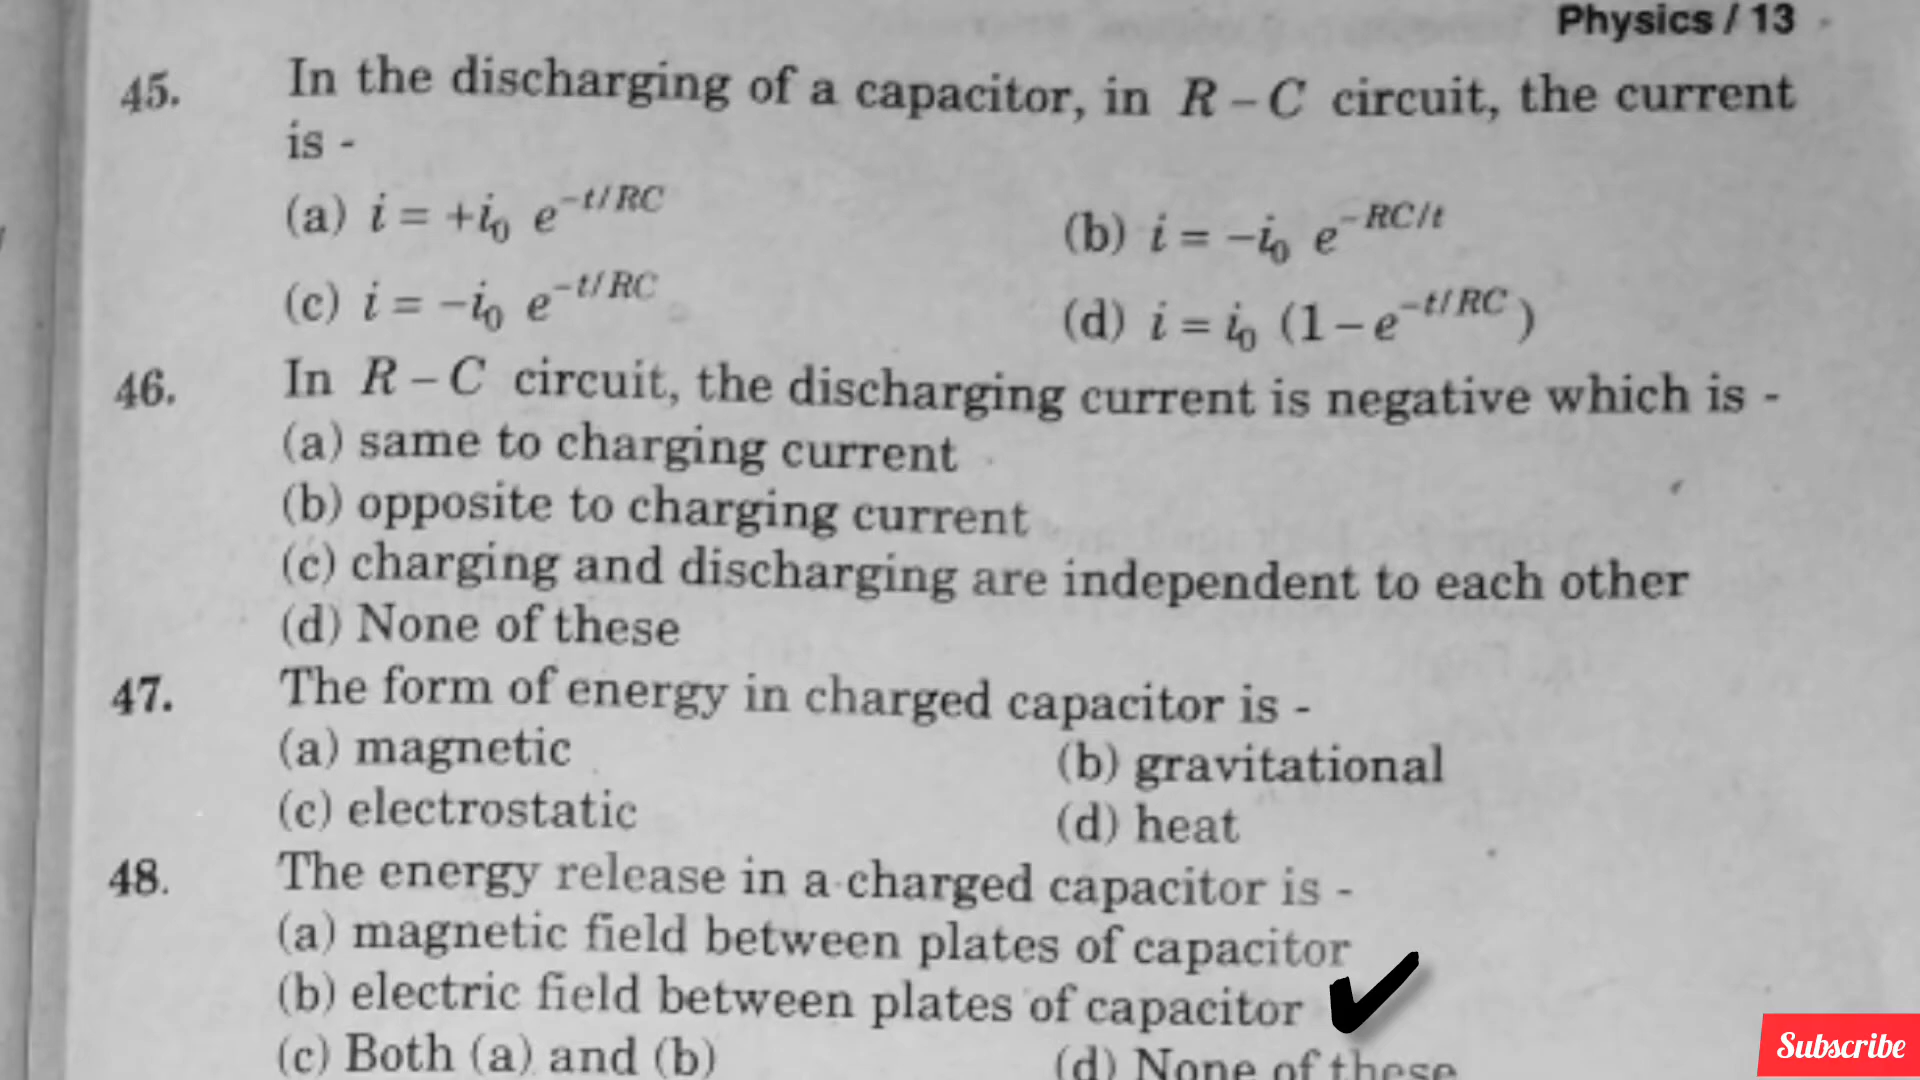 Physics / 13
45. In the discharging of a capacitor, in R – C circuit, the current
is -
(a) i = +i₀ e^{-t/RC} (b) i = –i₀ e^{-RC/t}
(c) i = –i₀ e^{-t/RC} (d) i = i₀ (1 – e^{-t/RC})
46. In R – C circuit, the discharging current is negative which is -
(a) same to charging current
(b) opposite to charging current
(c) charging and discharging are independent to each other
(d) None of these
47. The form of energy in charged capacitor is -
(a) magnetic (b) gravitational
(c) electrostatic (d) heat
48. The energy release in a charged capacitor is -
(a) magnetic field between plates of capacitor
(b) electric field between plates of capacitor ✔
(c) Both (a) and (b) (d) None of these
Subscribe